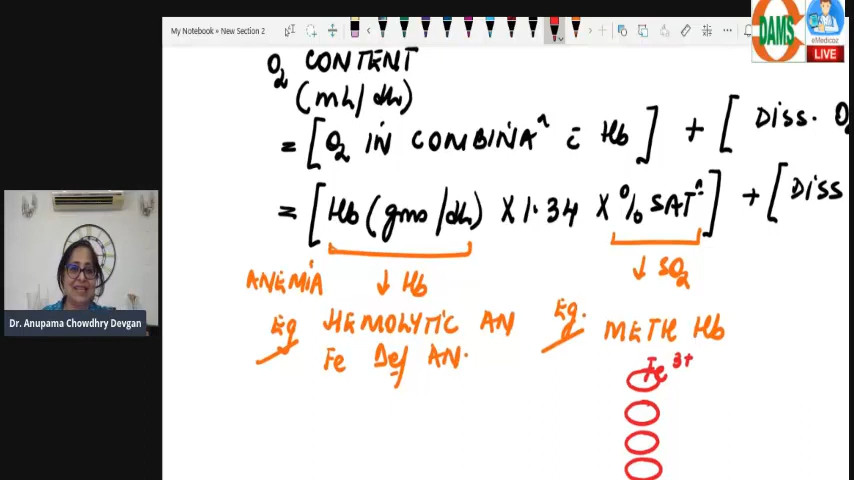 My Notebook » New Section 2
DAMS
eMedicoz
LIVE
O2 CONTENT
(mL/dL)
= [O2 IN COMBINAⁿ c̄ Hb] + [DISS. O2
= [Hb (gms/dL) X 1.34 X % SATⁿ] + [DISS
ANEMIA ↓ Hb ↓ SO2
Eg HEMOLYTIC AN Eg. METH Hb
Fe Def AN.
Fe 3+
Dr. Anupama Chowdhry Devgan